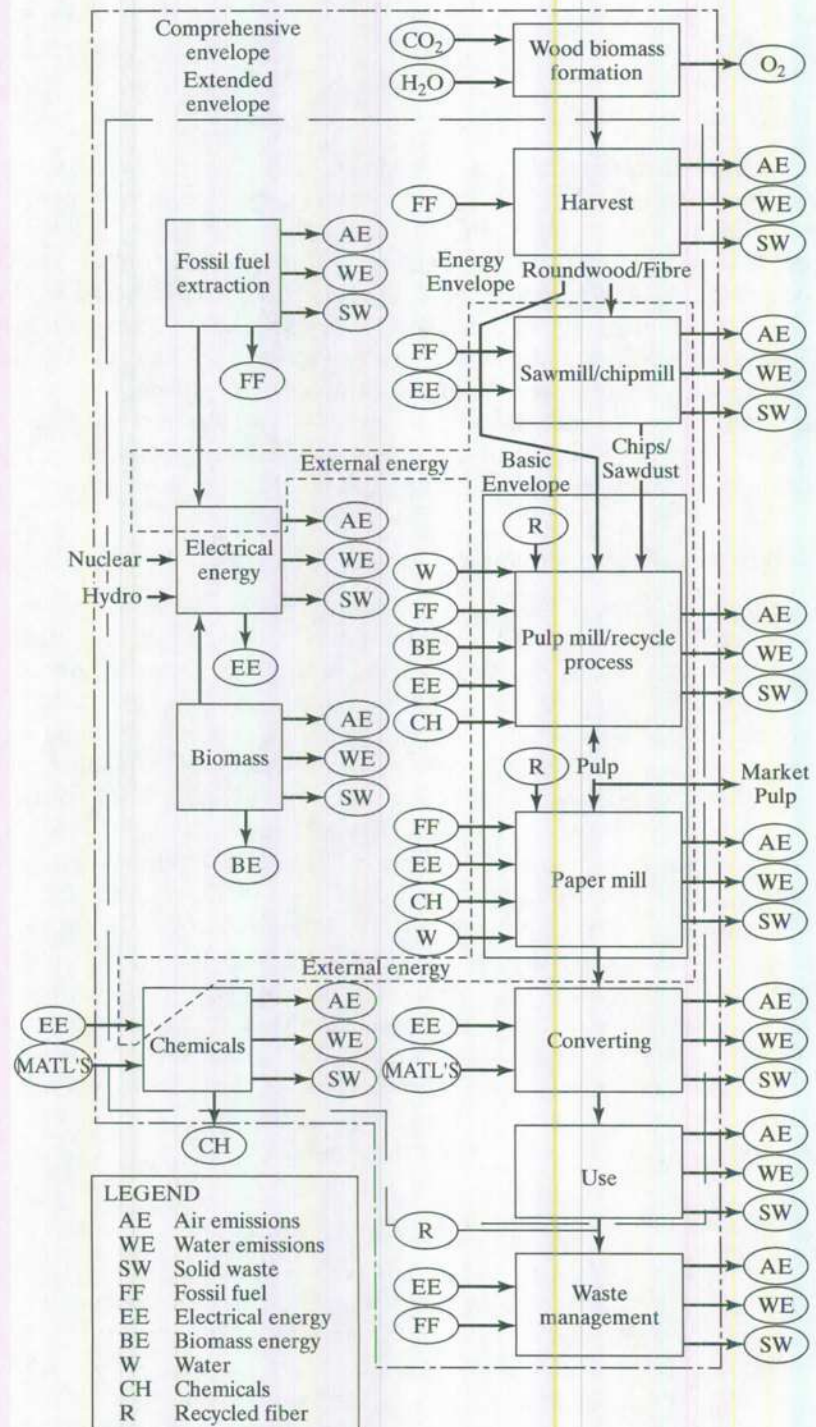 Comprehensive
envelope
Extended
envelope
CO2
H2O
Wood biomass
formation
O2
FF
Harvest
AE
WE
SW
Fossil fuel
extraction
AE
WE
SW
FF
Energy
Envelope
Roundwood/Fibre
FF
EE
Sawmill/chipmill
AE
WE
SW
Chips/
Sawdust
External energy
Basic
Envelope
Nuclear
Hydro
Electrical
energy
AE
WE
SW
EE
R
W
FF
BE
EE
CH
Pulp mill/recycle
process
AE
WE
SW
Biomass
AE
WE
SW
BE
R
Pulp
Market
Pulp
FF
EE
CH
W
Paper mill
AE
WE
SW
External energy
EE
MATL'S
Chemicals
AE
WE
SW
CH
EE
MATL'S
Converting
AE
WE
SW
Use
AE
WE
SW
R
EE
FF
Waste
management
AE
WE
SW
LEGEND
AE Air emissions
WE Water emissions
SW Solid waste
FF Fossil fuel
EE Electrical energy
BE Biomass energy
W Water
CH Chemicals
R Recycled fiber